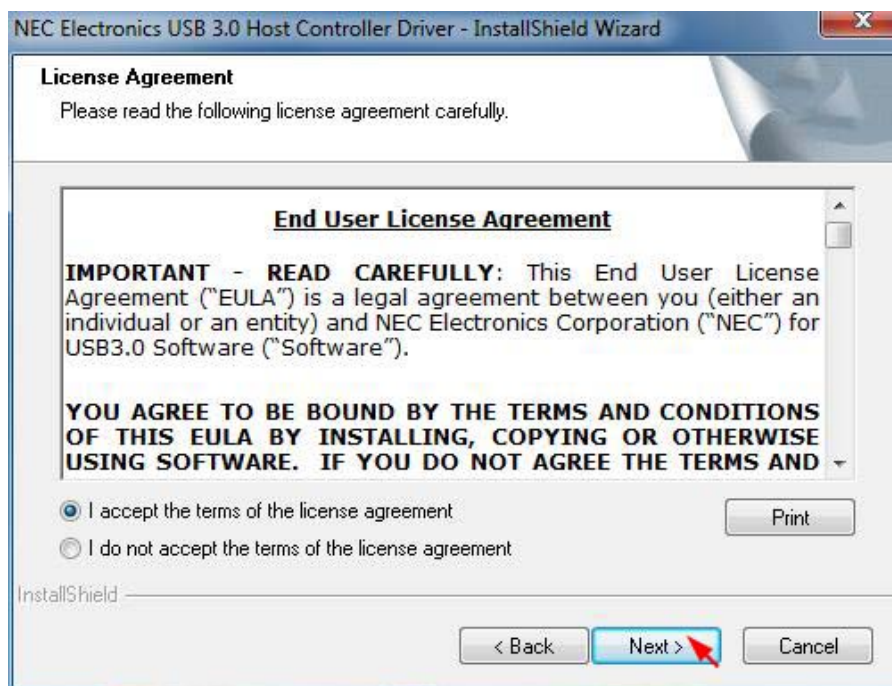 NEC Electronics USB 3.0 Host Controller Driver - InstallShield Wizard
License Agreement
Please read the following license agreement carefully.
End User License Agreement
IMPORTANT - READ CAREFULLY: This End User License
Agreement (“EULA”) is a legal agreement between you (either an
individual or an entity) and NEC Electronics Corporation (“NEC”) for
USB3.0 Software (“Software”).
YOU AGREE TO BE BOUND BY THE TERMS AND CONDITIONS
OF THIS EULA BY INSTALLING, COPYING OR OTHERWISE
USING SOFTWARE. IF YOU DO NOT AGREE THE TERMS AND
I accept the terms of the license agreement
Print
I do not accept the terms of the license agreement
InstallShield
< Back
Next >
Cancel